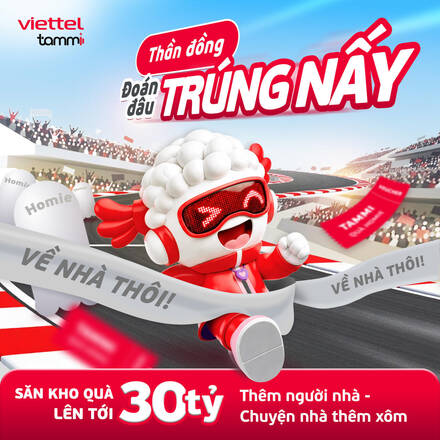 viettel
tammi
Thần đồng
Đoán đâu
TRÚNG NẤY
Homie
Homie
VOUCHER
TAMMI
VỀ NHÀ THÔI!
VỀ NHÀ THÔI!
SĂN KHO QUÀ
LÊN TỚI
30tỷ
Thêm người nhà -
Chuyện nhà thêm xôm